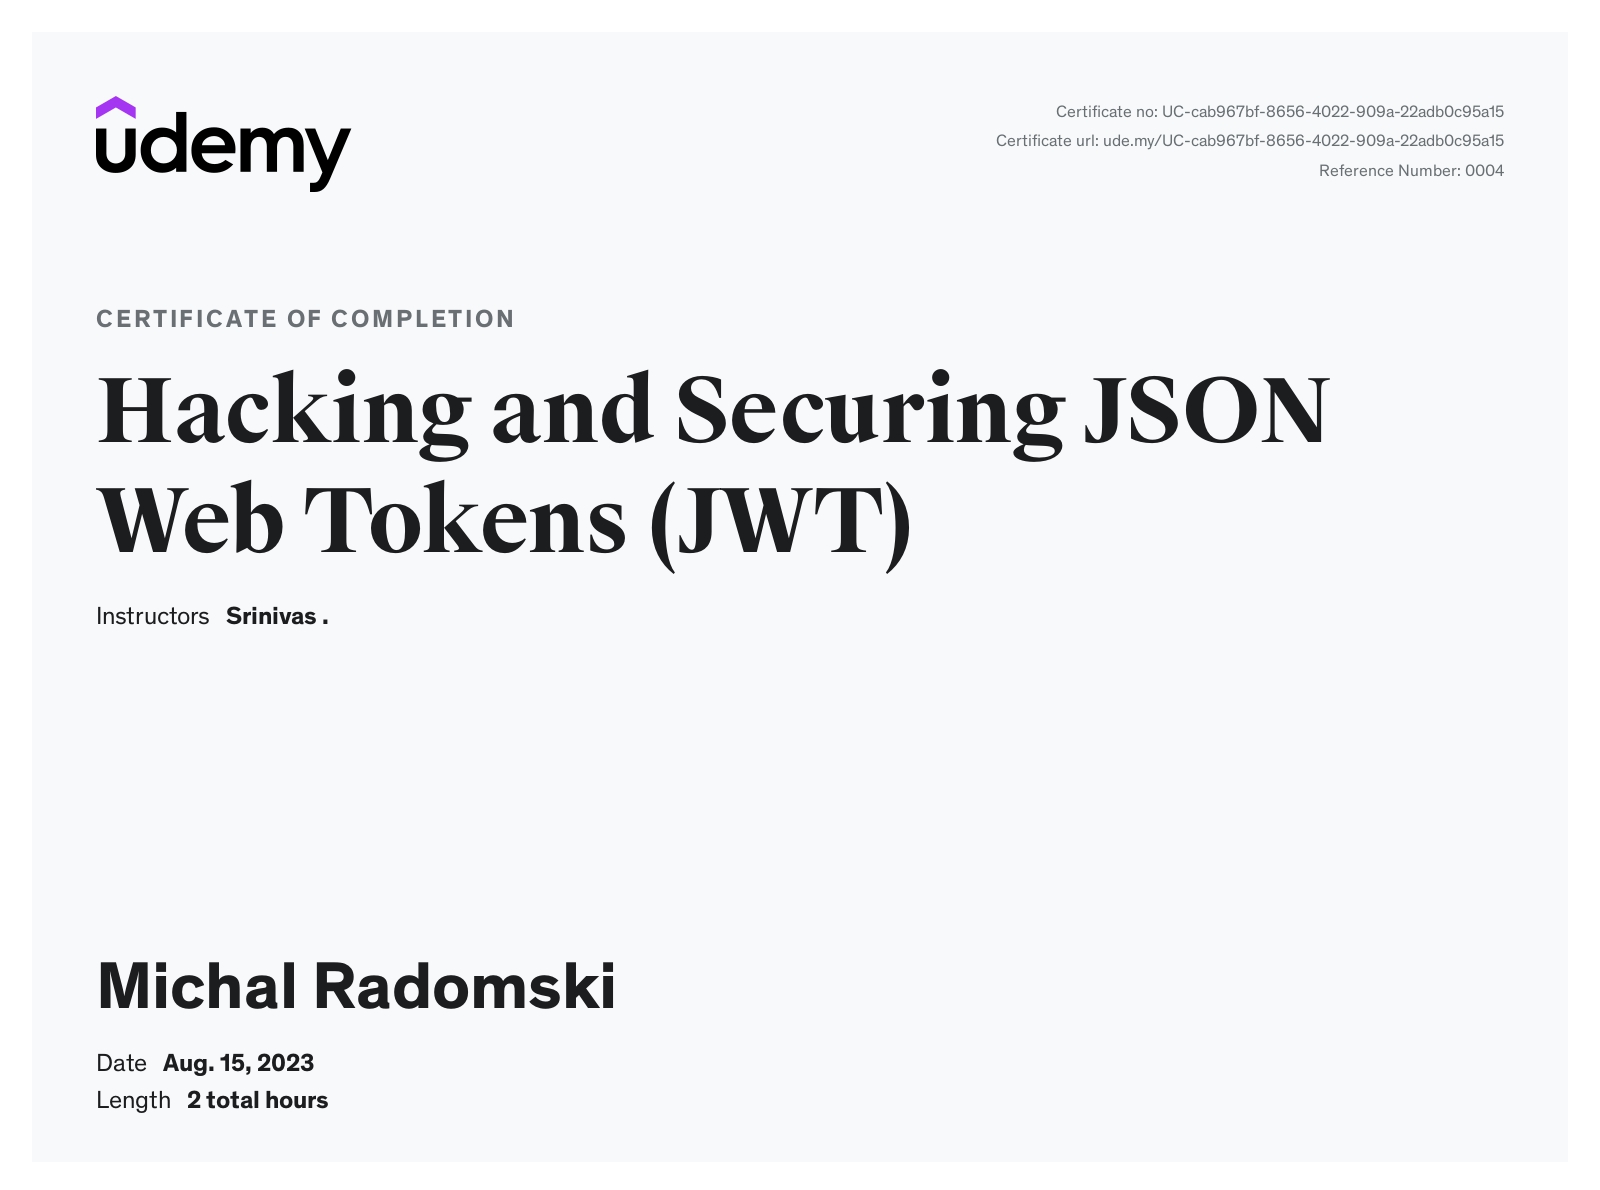 udemy
Certificate no: UC-cab967bf-8656-4022-909a-22adb0c95a15
Certificate url: ude.my/UC-cab967bf-8656-4022-909a-22adb0c95a15
Reference Number: 0004
CERTIFICATE OF COMPLETION
Hacking and Securing JSON
Web Tokens (JWT)
Instructors Srinivas .
Michal Radomski
Date Aug. 15, 2023
Length 2 total hours